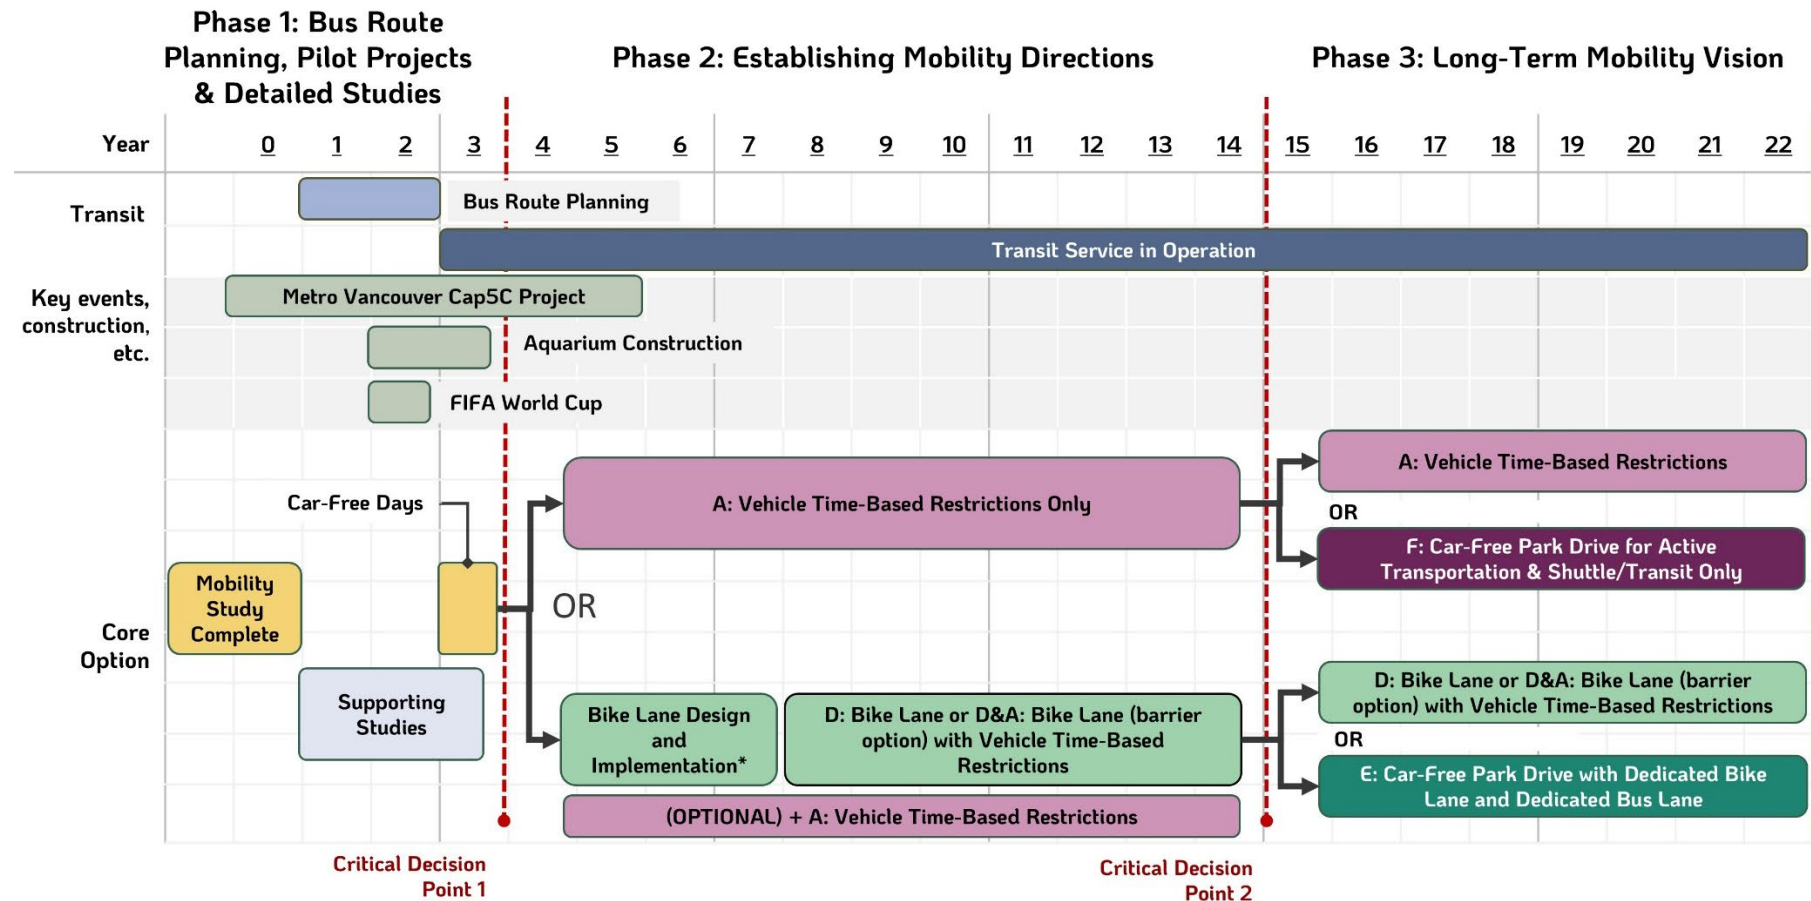 Phase 1: Bus Route
Planning, Pilot Projects
& Detailed Studies
Phase 2: Establishing Mobility Directions
Phase 3: Long-Term Mobility Vision
Year
0 1 2 3 4 5 6 7 8 9 10 11 12 13 14 15 16 17 18 19 20 21 22
Transit
Bus Route Planning
Transit Service in Operation
Key events,
construction,
etc.
Metro Vancouver Cap5C Project
Aquarium Construction
FIFA World Cup
Core
Option
Car-Free Days
Mobility
Study
Complete
Supporting
Studies
OR
A: Vehicle Time-Based Restrictions Only
Bike Lane Design
and
Implementation*
D: Bike Lane or D&A: Bike Lane (barrier
option) with Vehicle Time-Based
Restrictions
(OPTIONAL) + A: Vehicle Time-Based Restrictions
A: Vehicle Time-Based Restrictions
OR
F: Car-Free Park Drive for Active
Transportation & Shuttle/Transit Only
D: Bike Lane or D&A: Bike Lane (barrier
option) with Vehicle Time-Based Restrictions
OR
E: Car-Free Park Drive with Dedicated Bike
Lane and Dedicated Bus Lane
Critical Decision
Point 1
Critical Decision
Point 2